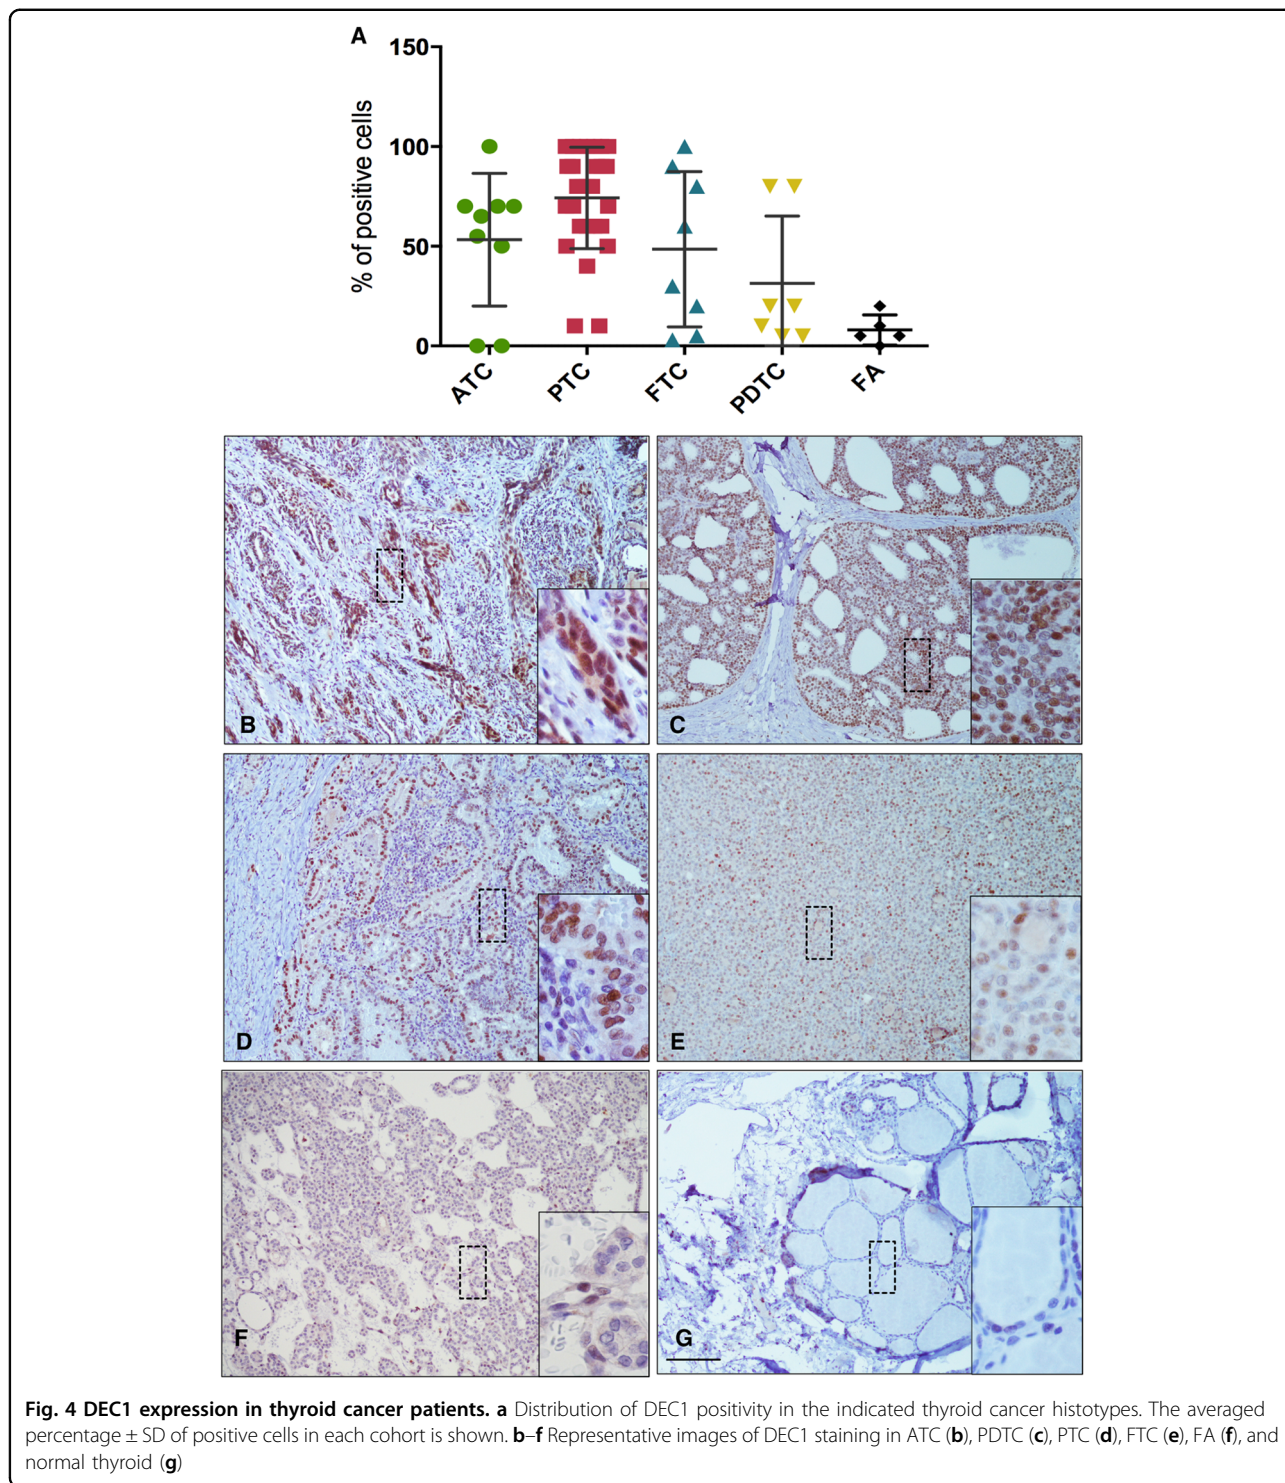 A
150
100
50
0
% of positive cells
ATC
PTC
FTC
PDTC
FA
B
C
D
E
F
G
Fig. 4 DEC1 expression in thyroid cancer patients. a Distribution of DEC1 positivity in the indicated thyroid cancer histotypes. The averaged
percentage ± SD of positive cells in each cohort is shown. b–f Representative images of DEC1 staining in ATC (b), PDTC (c), PTC (d), FTC (e), FA (f), and
normal thyroid (g)